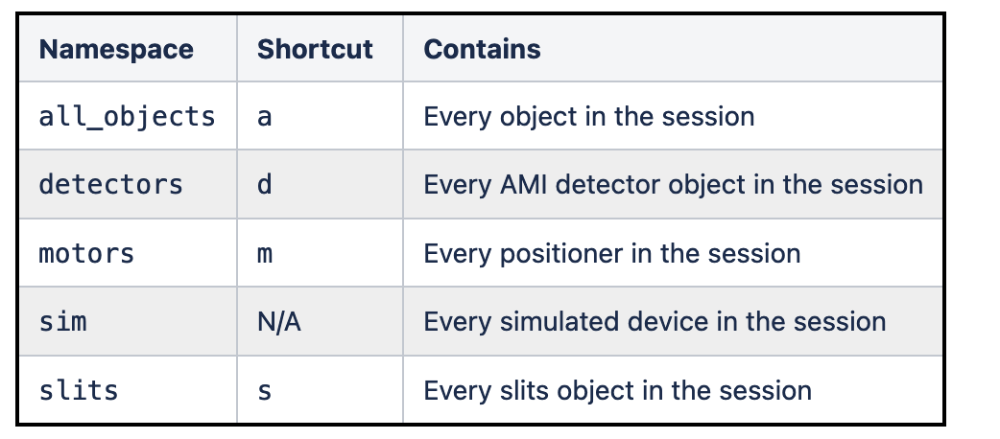 Namespace Shortcut Contains
all_objects a Every object in the session
detectors d Every AMI detector object in the session
motors m Every positioner in the session
sim N/A Every simulated device in the session
slits s Every slits object in the session